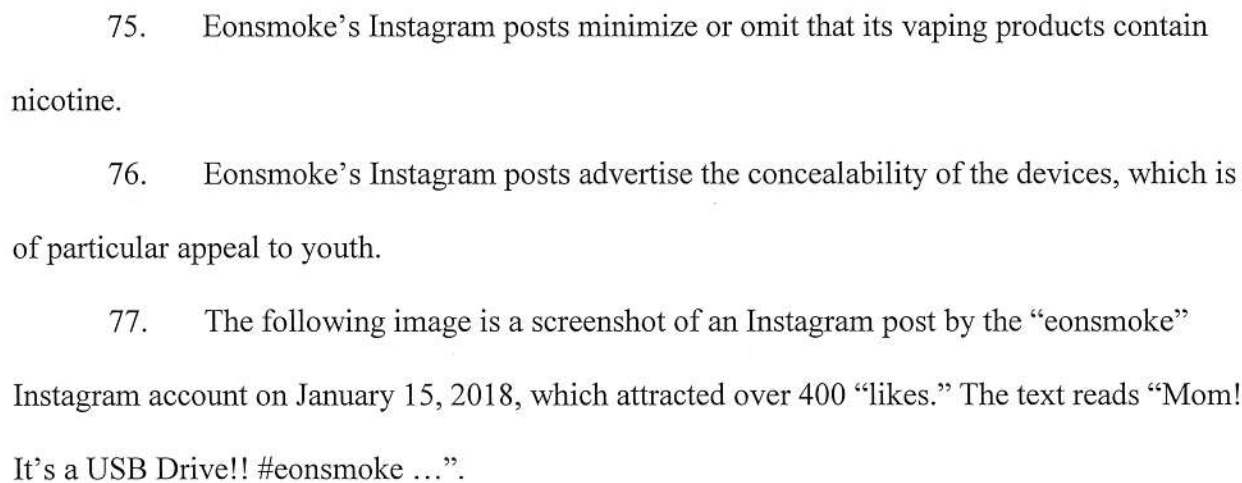 75. Eonsmoke’s Instagram posts minimize or omit that its vaping products contain
nicotine.
76. Eonsmoke’s Instagram posts advertise the concealability of the devices, which is
of particular appeal to youth.
77. The following image is a screenshot of an Instagram post by the “eonsmoke”
Instagram account on January 15, 2018, which attracted over 400 “likes.” The text reads “Mom!
It’s a USB Drive!! #eonsmoke …”.